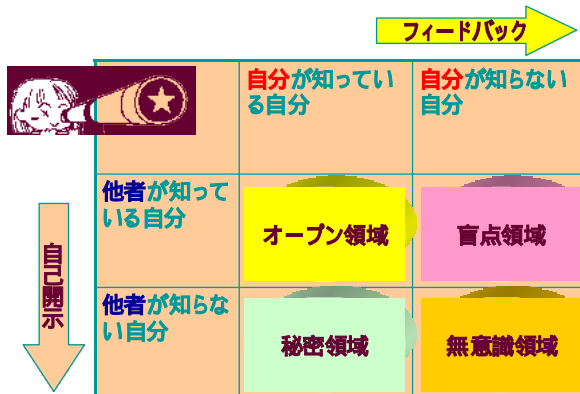 フィードバック
自分が知ってい
る自分
自分が知らない
自分
他者が知って
いる自分
オープン領域
盲点領域
自己開示
他者が知らな
い自分
秘密領域
無意識領域